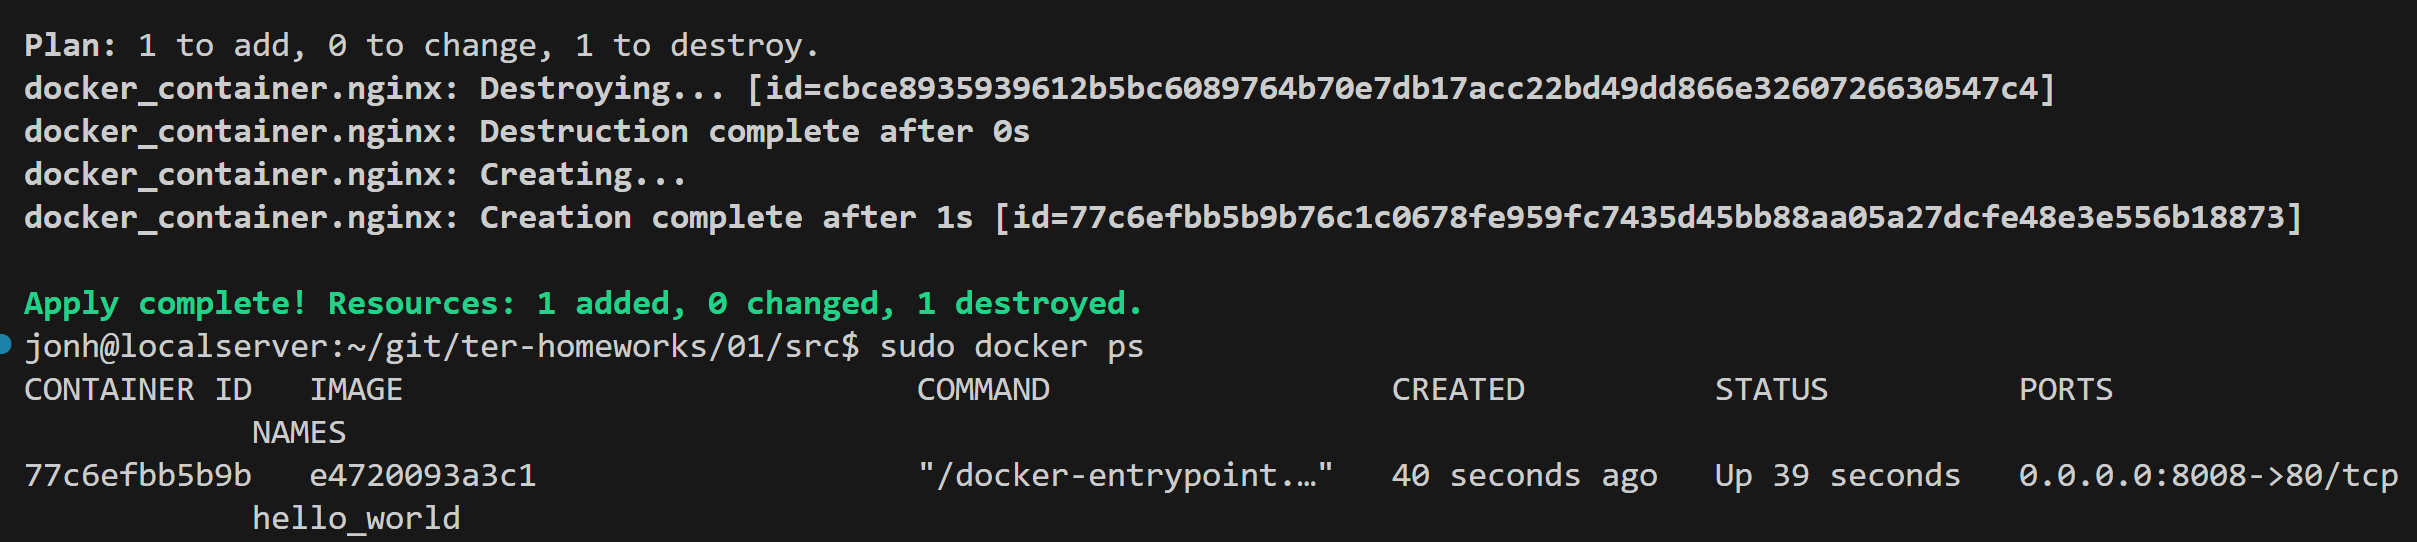 Plan: 1 to add, 0 to change, 1 to destroy.
docker_container.nginx: Destroying... [id=cbce8935939612b5bc6089764b70e7db17acc22bd49dd866e3260726630547c4]
docker_container.nginx: Destruction complete after 0s
docker_container.nginx: Creating...
docker_container.nginx: Creation complete after 1s [id=77c6efbb5b9b76c1c0678fe959fc7435d45bb88aa05a27dcfe48e3e556b18873]
Apply complete! Resources: 1 added, 0 changed, 1 destroyed.
jonh@localserver:~/git/ter-homeworks/01/src$ sudo docker ps
CONTAINER ID   IMAGE                           COMMAND                  CREATED          STATUS          PORTS
            NAMES
77c6efbb5b9b   e4720093a3c1                    "/docker-entrypoint.…"   40 seconds ago   Up 39 seconds   0.0.0.0:8008->80/tcp
            hello_world